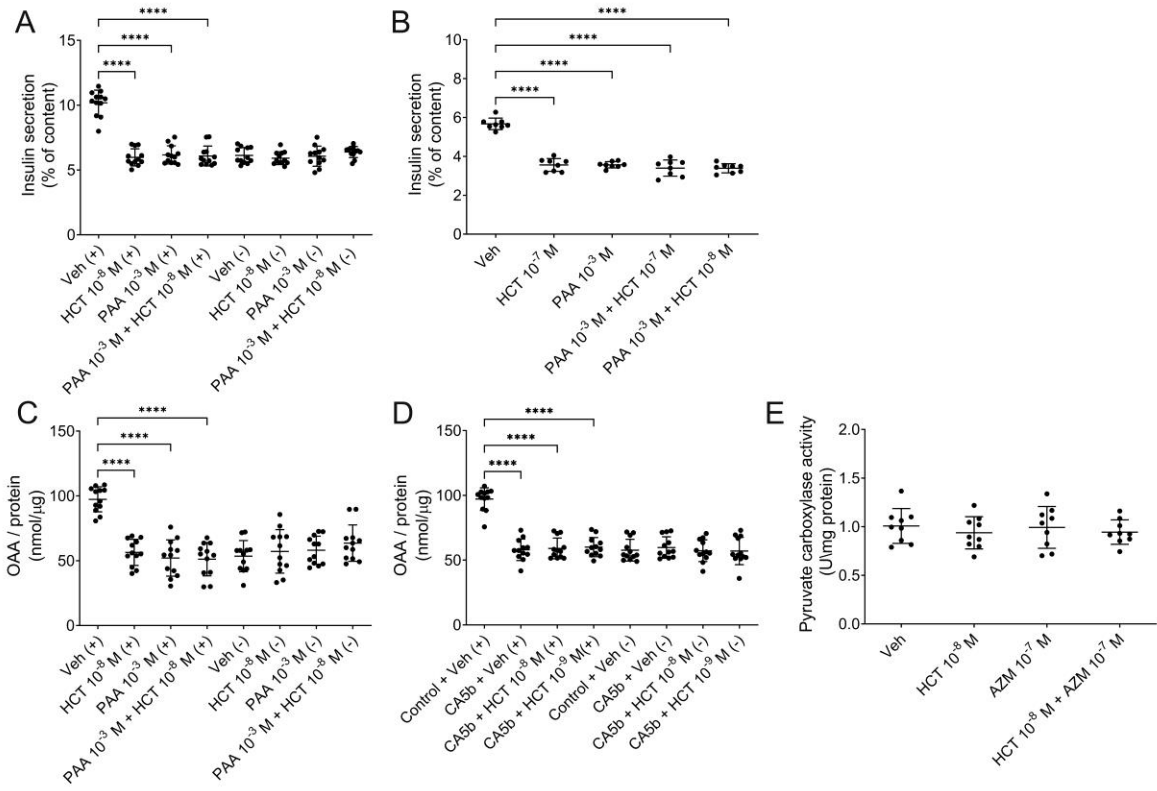 A
Insulin secretion
(% of content)
15
10
5
0
****
****
****
Veh (+)
HCT 10-8 M (+)
PAA 10-3 M (+)
PAA 10-3 M + HCT 10-8 M (+)
Veh (-)
HCT 10-8 M (-)
PAA 10-3 M (-)
PAA 10-3 M + HCT 10-8 M (-)
B
Insulin secretion
(% of content)
10
8
6
4
2
0
****
****
****
****
Veh
HCT 10-7 M
PAA 10-3 M
PAA 10-3 M + HCT 10-7 M
PAA 10-3 M + HCT 10-8 M
C
OAA / protein
(nmol/µg)
150
100
50
0
****
****
****
Veh (+)
HCT 10-8 M (+)
PAA 10-3 M (+)
PAA 10-3 M + HCT 10-8 M (+)
Veh (-)
HCT 10-8 M (-)
PAA 10-3 M (-)
PAA 10-3 M + HCT 10-8 M (-)
D
OAA / protein
(nmol/µg)
150
100
50
0
****
****
****
Control + Veh (+)
CA5b + Veh (+)
CA5b + HCT 10-8 M (+)
CA5b + HCT 10-9 M(+)
Control + Veh (-)
CA5b + Veh (-)
CA5b + HCT 10-8 M (-)
CA5b + HCT 10-9 M (-)
E
Pyruvate carboxylase activity
(U/mg protein)
2.0
1.5
1.0
0.5
0.0
Veh
HCT 10-8 M
AZM 10-7 M
HCT 10-8 M + AZM 10-7 M